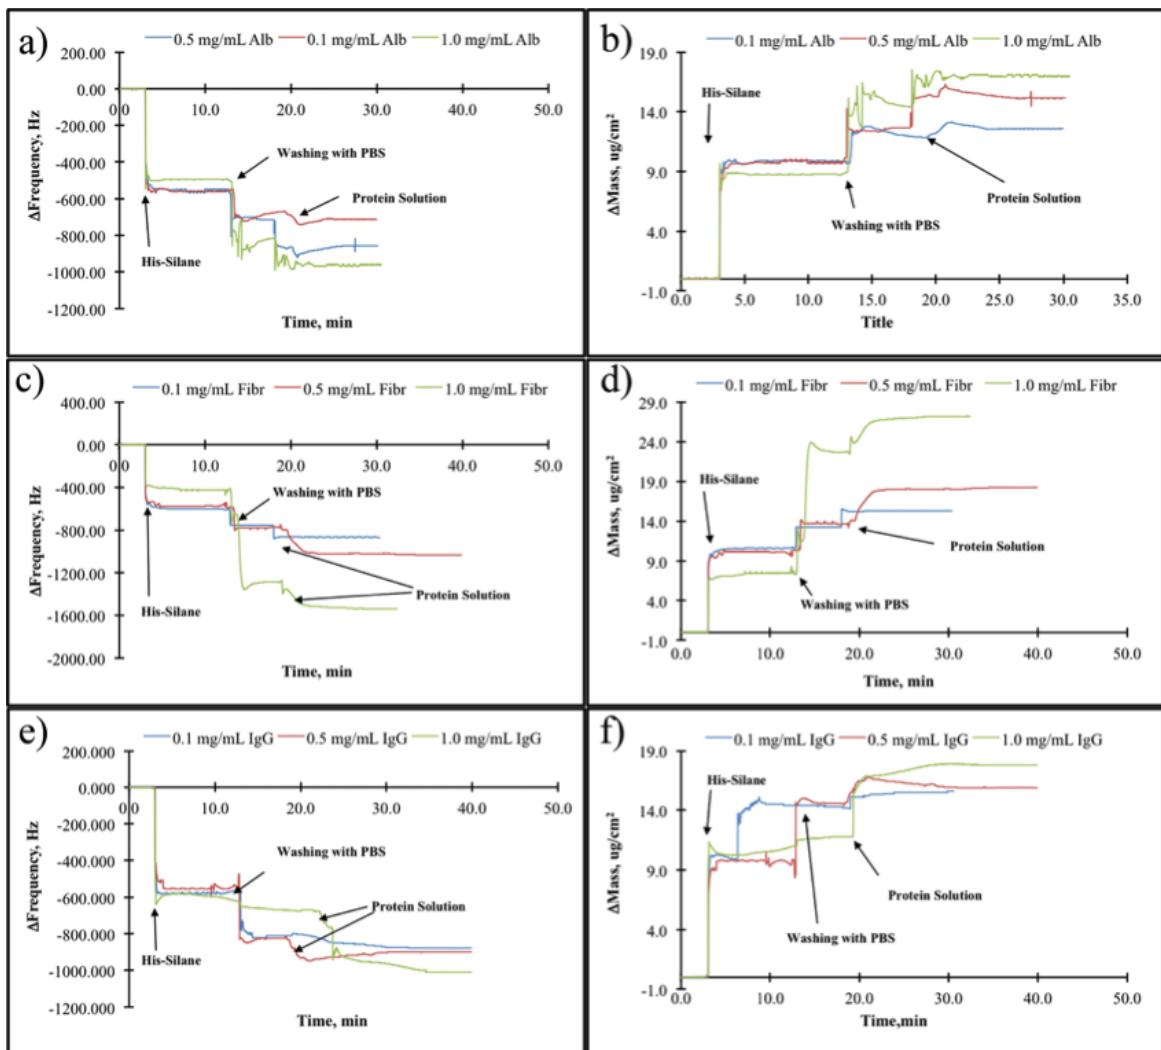 a)
0.5 mg/mL Alb 0.1 mg/mL Alb 1.0 mg/mL Alb
200.00
0.00
0.0 10.0 20.0 30.0 40.0 50.0
-200.00
-400.00
-600.00
-800.00
-1000.00
-1200.00
ΔFrequency, Hz
Washing with PBS
Protein Solution
His-Silane
Time, min
b)
0.1 mg/mL Alb 0.5 mg/mL Alb 1.0 mg/mL Alb
19.0
14.0
9.0
4.0
-1.0
ΔMass, ug/cm²
His-Silane
Protein Solution
Washing with PBS
0.0 5.0 10.0 15.0 20.0 25.0 30.0 35.0
Title
c)
0.1 mg/mL Fibr 0.5 mg/mL Fibr 1.0 mg/mL Fibr
400.00
0.00
0.0 10.0 20.0 30.0 40.0 50.0
-400.00
-800.00
-1200.00
-1600.00
-2000.00
ΔFrequency, Hz
Washing with PBS
His-Silane
Protein Solution
Time, min
d)
0.1 mg/mL Fibr 0.5 mg/mL Fibr 1.0 mg/mL Fibr
29.0
24.0
19.0
14.0
9.0
4.0
-1.0
ΔMass, ug/cm²
His-Silane
Protein Solution
Washing with PBS
0.0 10.0 20.0 30.0 40.0 50.0
Time, min
e)
0.1 mg/mL IgG 0.5 mg/mL IgG 1.0 mg/mL IgG
200.000
0.000
0.0 10.0 20.0 30.0 40.0 50.0
-200.000
-400.000
-600.000
-800.000
-1000.000
-1200.000
ΔFrequency, Hz
Washing with PBS
Protein Solution
His-Silane
Time, min
f)
0.1 mg/mL IgG 0.5 mg/mL IgG 1.0 mg/mL IgG
19.0
14.0
9.0
4.0
-1.0
ΔMass, ug/cm²
His-Silane
Protein Solution
Washing with PBS
0.0 10.0 20.0 30.0 40.0 50.0
Time,min